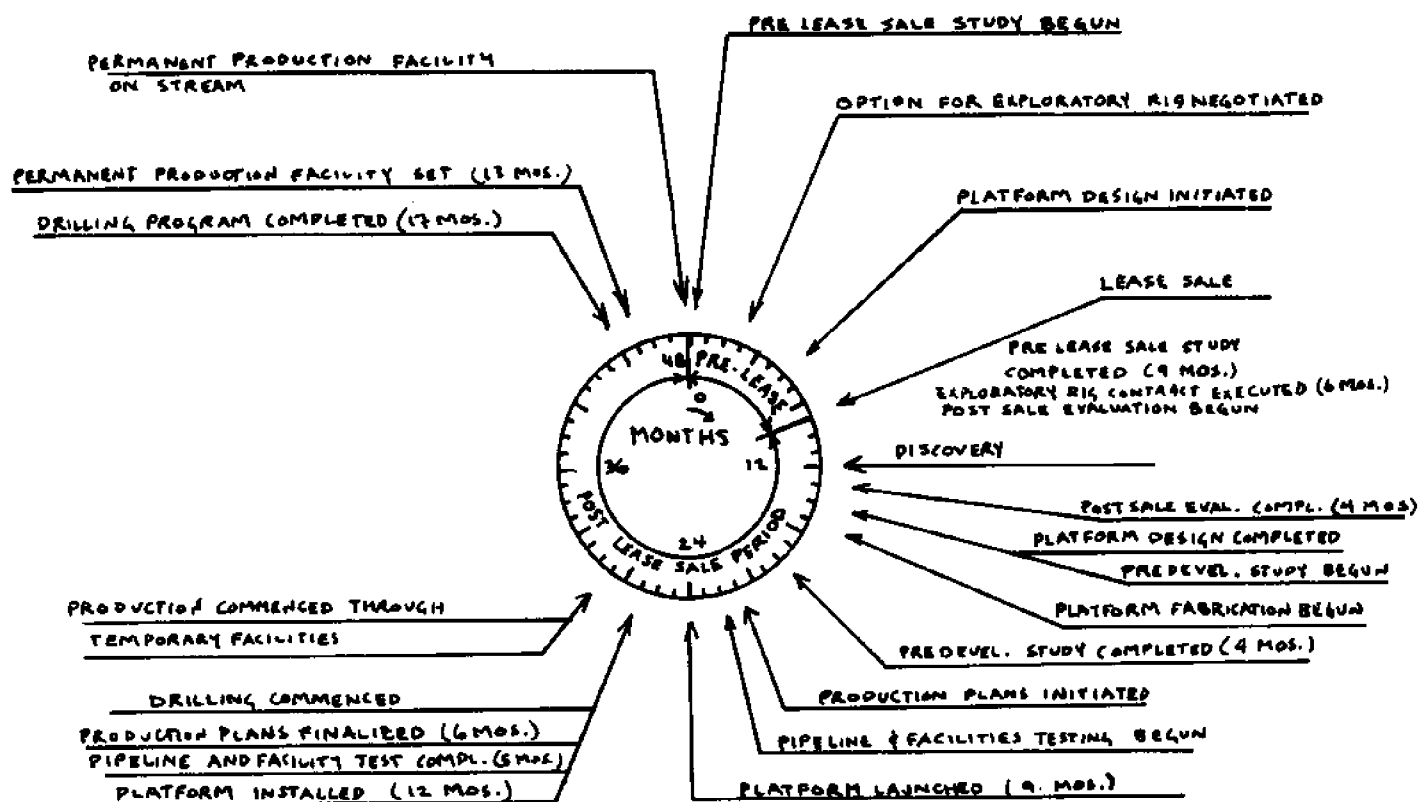 PRE LEASE SALE STUDY BEGUN
PERMANENT PRODUCTION FACILITY
ON STREAM
OPTION FOR EXPLORATORY RIG NEGOTIATED
PERMANENT PRODUCTION FACILITY SET (13 MOS.)
PLATFORM DESIGN INITIATED
DRILLING PROGRAM COMPLETED (17 MOS.)
LEASE SALE
PRE LEASE SALE STUDY
COMPLETED (9 MOS.)
EXPLORATORY RIG CONTRACT EXECUTED (6 MOS.)
POST SALE EVALUATION BEGUN
48 PRE-LEASE
0
MONTHS
36
12
24
POST LEASE SALE PERIOD
DISCOVERY
POST SALE EVAL. COMPL. (4 MOS)
PLATFORM DESIGN COMPLETED
PREDEVEL. STUDY BEGUN
PLATFORM FABRICATION BEGUN
PREDEVEL. STUDY COMPLETED (4 MOS.)
PRODUCTION PLANS INITIATED
PIPELINE & FACILITIES TESTING BEGUN
PLATFORM LAUNCHED (9. MOS.)
PRODUCTION COMMENCED THROUGH
TEMPORARY FACILITIES
DRILLING COMMENCED
PRODUCTION PLANS FINALIZED (6 MOS.)
PIPELINE AND FACILITY TEST COMPL. (5 MOS)
PLATFORM INSTALLED (12 MOS.)